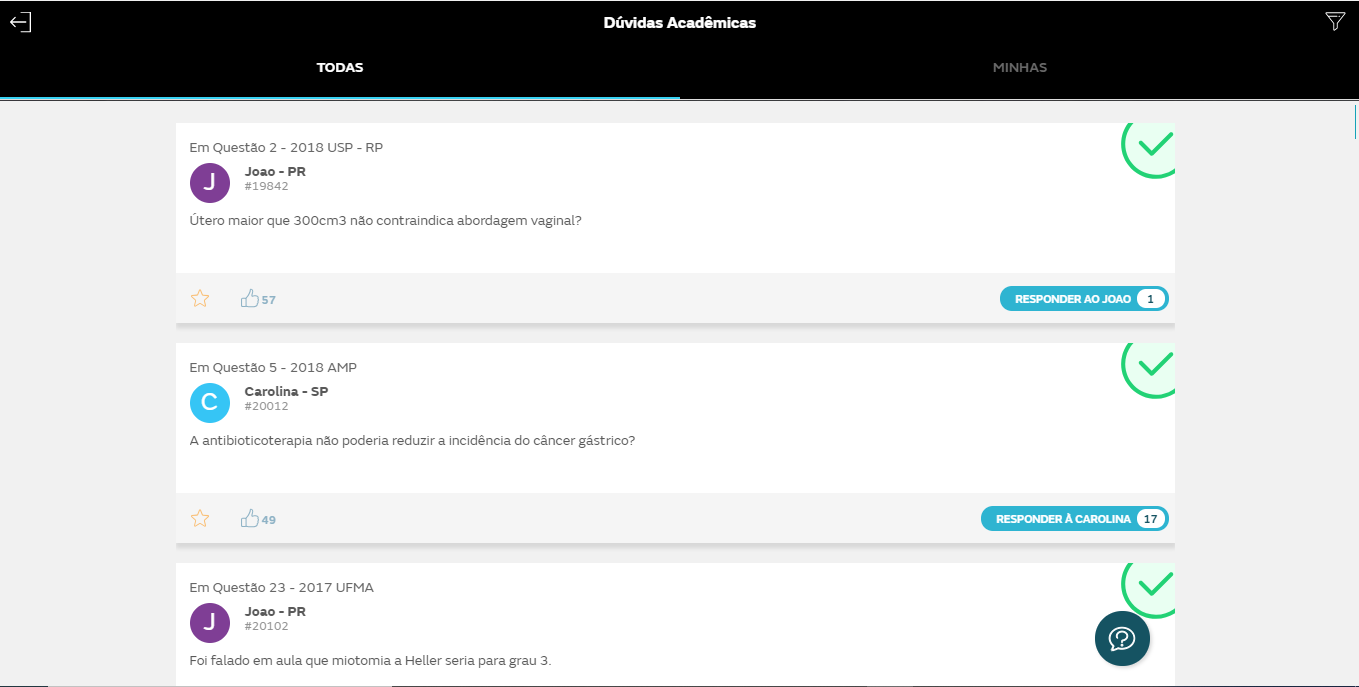 Dúvidas Acadêmicas
TODAS
MINHAS
Em Questão 2 - 2018 USP - RP
J
Joao - PR
#19842
Útero maior que 300cm3 não contraindica abordagem vaginal?
57
RESPONDER AO JOAO 1
Em Questão 5 - 2018 AMP
C
Carolina - SP
#20012
A antibioticoterapia não poderia reduzir a incidência do câncer gástrico?
49
RESPONDER À CAROLINA 17
Em Questão 23 - 2017 UFMA
J
Joao - PR
#20102
Foi falado em aula que miotomia a Heller seria para grau 3.